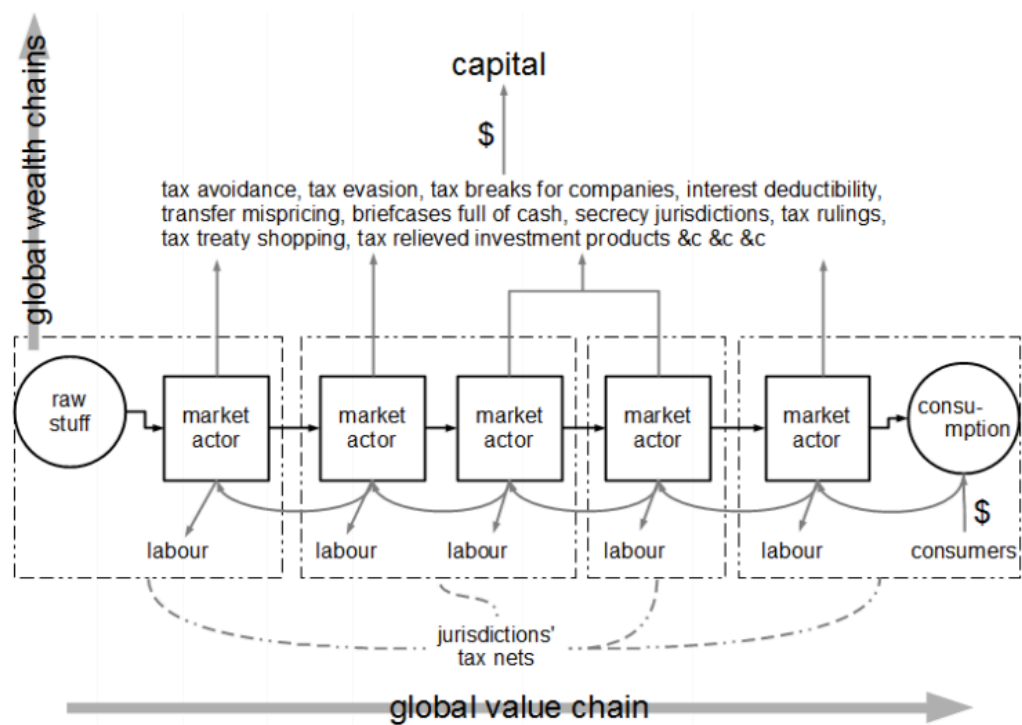 global wealth chains
capital
$
tax avoidance, tax evasion, tax breaks for companies, interest deductibility,
transfer mispricing, briefcases full of cash, secrecy jurisdictions, tax rulings,
tax treaty shopping, tax relieved investment products &c &c &c
raw
stuff
market
actor
market
actor
market
actor
market
actor
market
actor
consu-
mption
labour
labour
labour
labour
labour
$
consumers
jurisdictions'
tax nets
global value chain